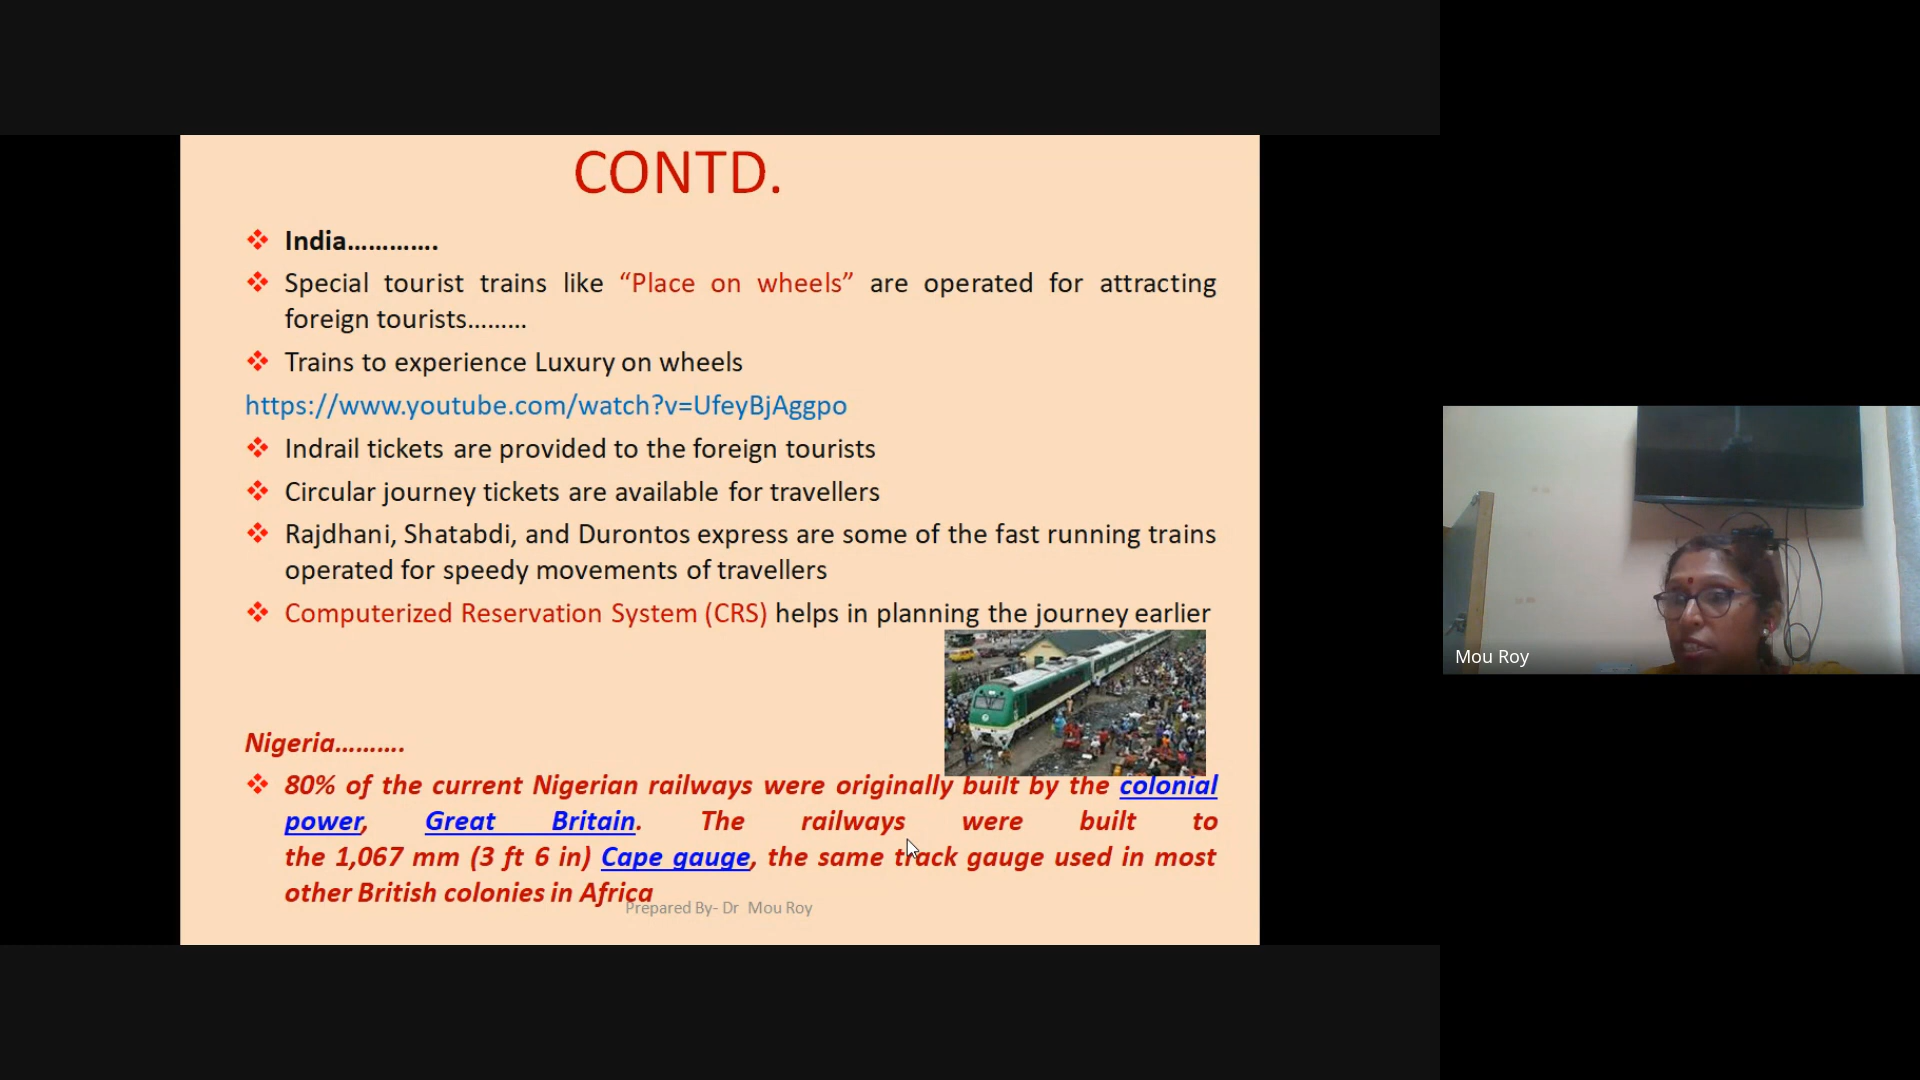 CONTD.
India………….
Special tourist trains like “Place on wheels” are operated for attracting
foreign tourists………
Trains to experience Luxury on wheels
https://www.youtube.com/watch?v=UfeyBjAggpo
Indrail tickets are provided to the foreign tourists
Circular journey tickets are available for travellers
Rajdhani, Shatabdi, and Durontos express are some of the fast running trains
operated for speedy movements of travellers
Computerized Reservation System (CRS) helps in planning the journey earlier
Nigeria……….
80% of the current Nigerian railways were originally built by the colonial
power, Great Britain. The railways were built to
the 1,067 mm (3 ft 6 in) Cape gauge, the same track gauge used in most
other British colonies in Africa
Prepared By- Dr Mou Roy
Mou Roy